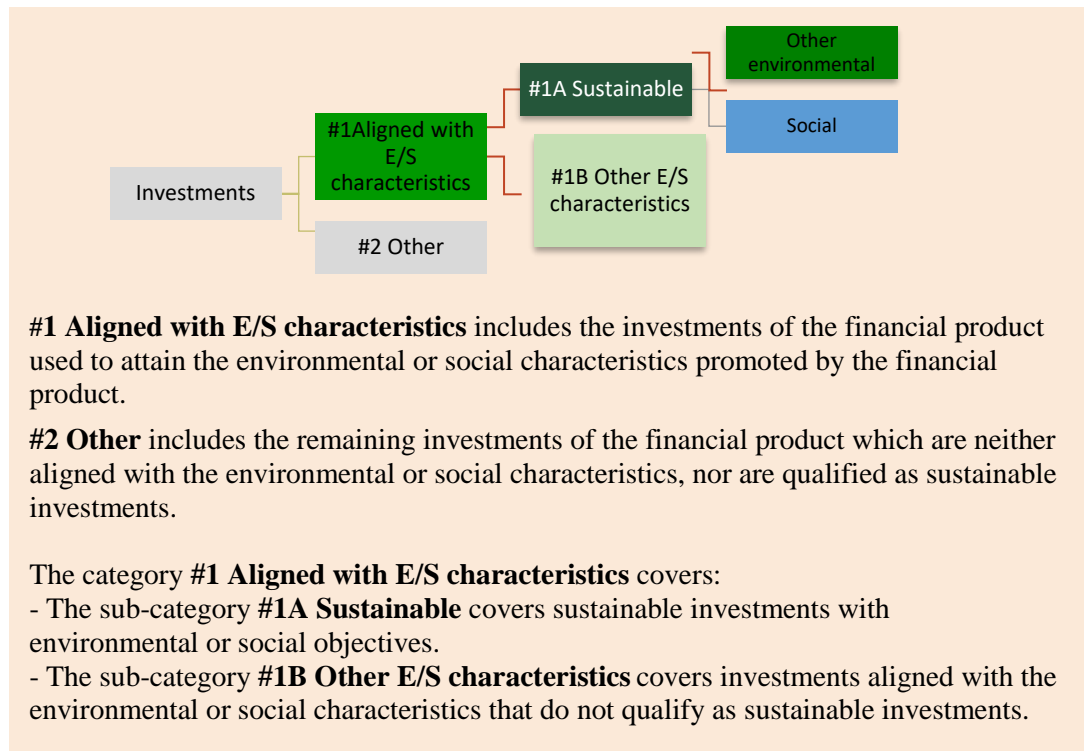 Other
environmental
#1A Sustainable
Social
#1Aligned with
E/S
characteristics
#1B Other E/S
characteristics
Investments
#2 Other
#1 Aligned with E/S characteristics includes the investments of the financial product
used to attain the environmental or social characteristics promoted by the financial
product.
#2 Other includes the remaining investments of the financial product which are neither
aligned with the environmental or social characteristics, nor are qualified as sustainable
investments.
The category #1 Aligned with E/S characteristics covers:
- The sub-category #1A Sustainable covers sustainable investments with
environmental or social objectives.
- The sub-category #1B Other E/S characteristics covers investments aligned with the
environmental or social characteristics that do not qualify as sustainable investments.